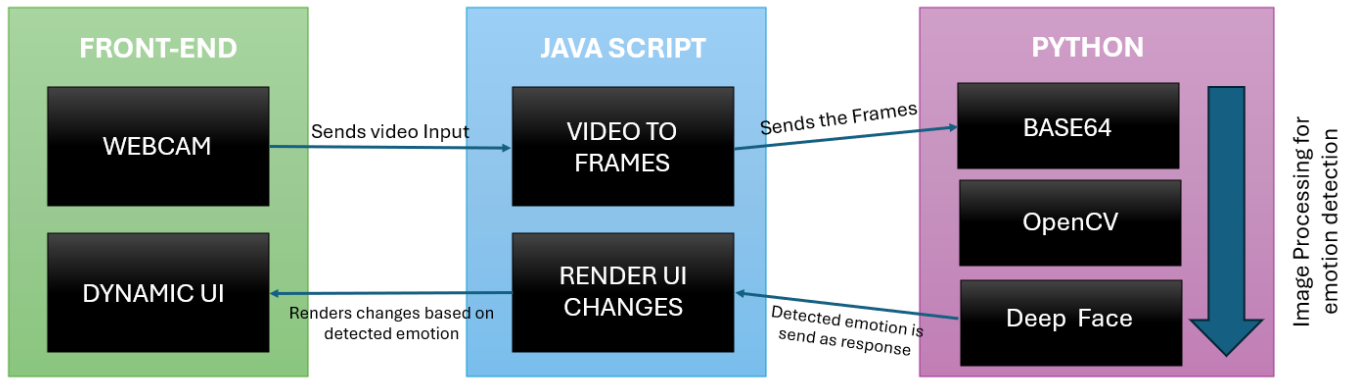 FRONT-END
WEBCAM
DYNAMIC UI
Sends video Input
Renders changes based on
detected emotion
JAVA SCRIPT
VIDEO TO
FRAMES
RENDER UI
CHANGES
Sends the Frames
Detected emotion is
send as response
PYTHON
BASE64
OpenCV
Deep Face
Image Processing for
emotion detection